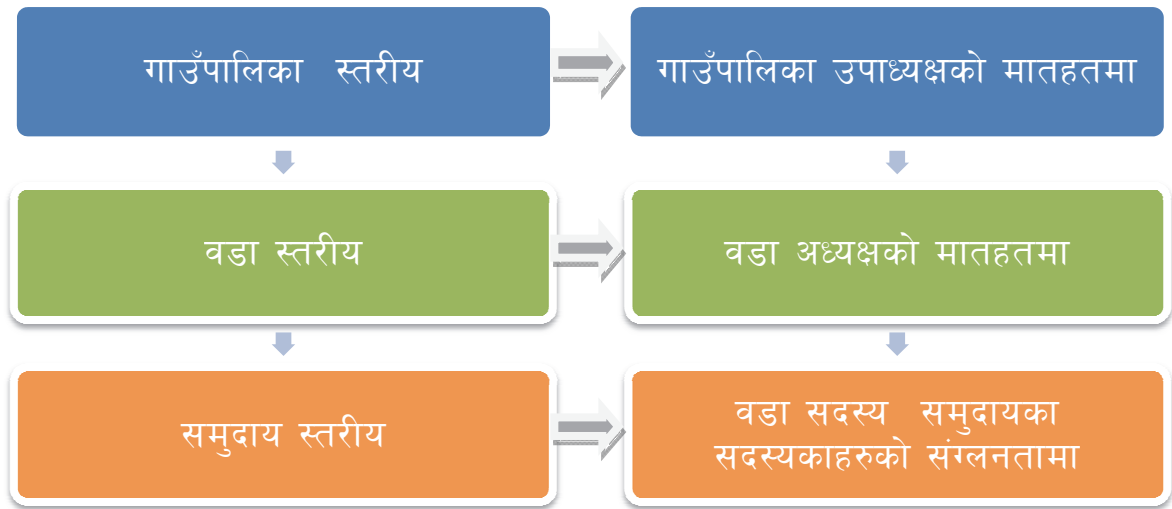 गाउँपालिका स्तरीय
गाउँपालिका उपाध्यक्षको मातहतमा
वडा स्तरीय
वडा अध्यक्षको मातहतमा
समुदाय स्तरीय
वडा सदस्य समुदायका
सदस्यकाहरुको संग्लनतामा